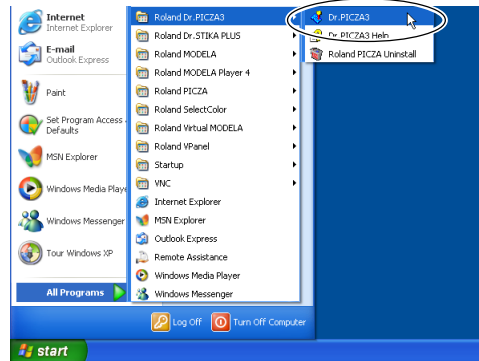 Internet
Internet Explorer
E-mail
Outlook Express
Paint
Set Program Access
Defaults
MSN Explorer
Windows Media Playe
Windows Messenger
Tour Windows XP
All Programs
Roland Dr.PICZA3
Roland Dr.STIKA PLUS
Roland MODELA
Roland MODELA Player 4
Roland PICZA
Roland SelectColor
Roland Virtual MODELA
Roland VPanel
Startup
VNC
Internet Explorer
MSN Explorer
Outlook Express
Remote Assistance
Windows Media Player
Windows Messenger
Dr.PICZA3
Dr.PICZA3 Help
Roland PICZA Uninstall
Log Off
Turn Off Computer
start